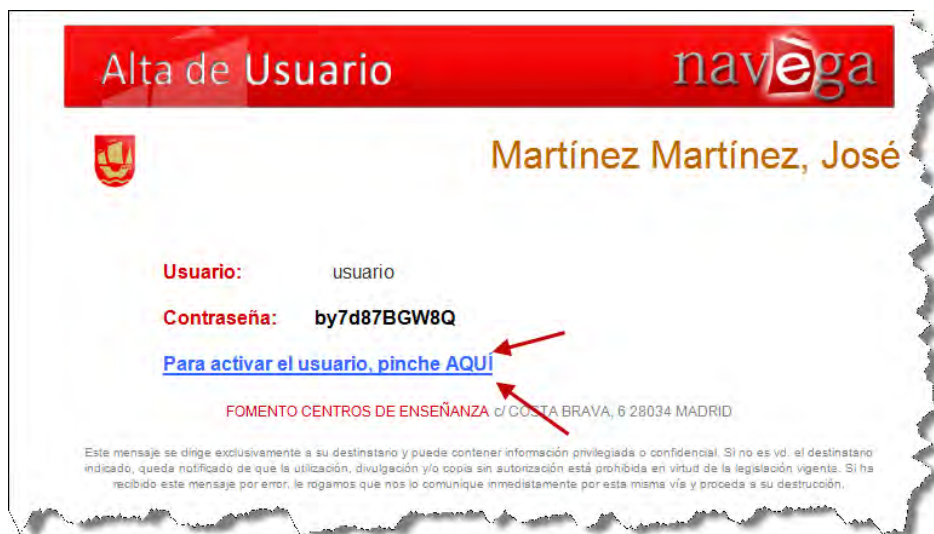 Alta de Usuario
navega
Martínez Martínez, José
Usuario: usuario
Contraseña: by7d87BGW8Q
Para activar el usuario, pinche AQUÍ
FOMENTO CENTROS DE ENSEÑANZA c/ COSTA BRAVA, 6 28034 MADRID
Este mensaje se dirige exclusivamente a su destinatario y puede contener información privilegiada o confidencial. Si no es vd. el destinatario
indicado, queda notificado de que la utilización, divulgación y/o copia sin autorización está prohibida en virtud de la legislación vigente. Si ha
recibido este mensaje por error, le rogamos que nos lo comunique inmediatamente por esta misma vía y proceda a su destrucción.